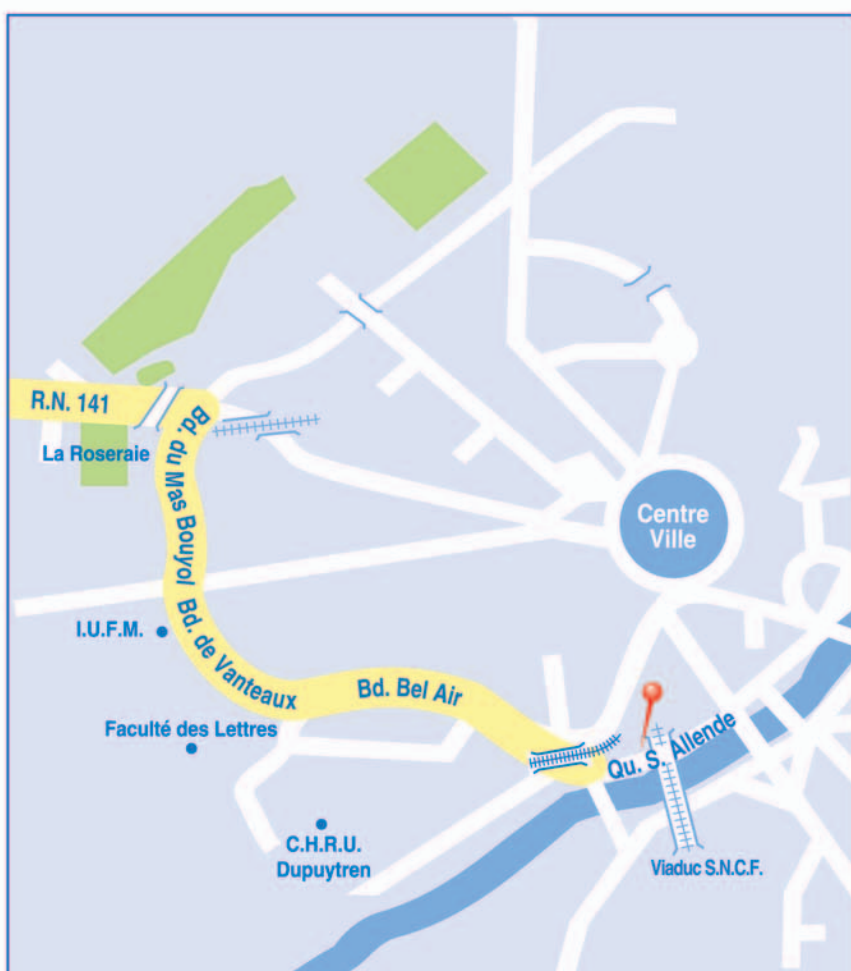 R.N. 141
Bd. du Mas Bouyol
La Roseraie
Centre
Ville
I.U.F.M.
Bd. de Vanteaux
Bd. Bel Air
Faculté des Lettres
Qu. S. Allende
C.H.R.U.
Dupuytren
Viaduc S.N.C.F.